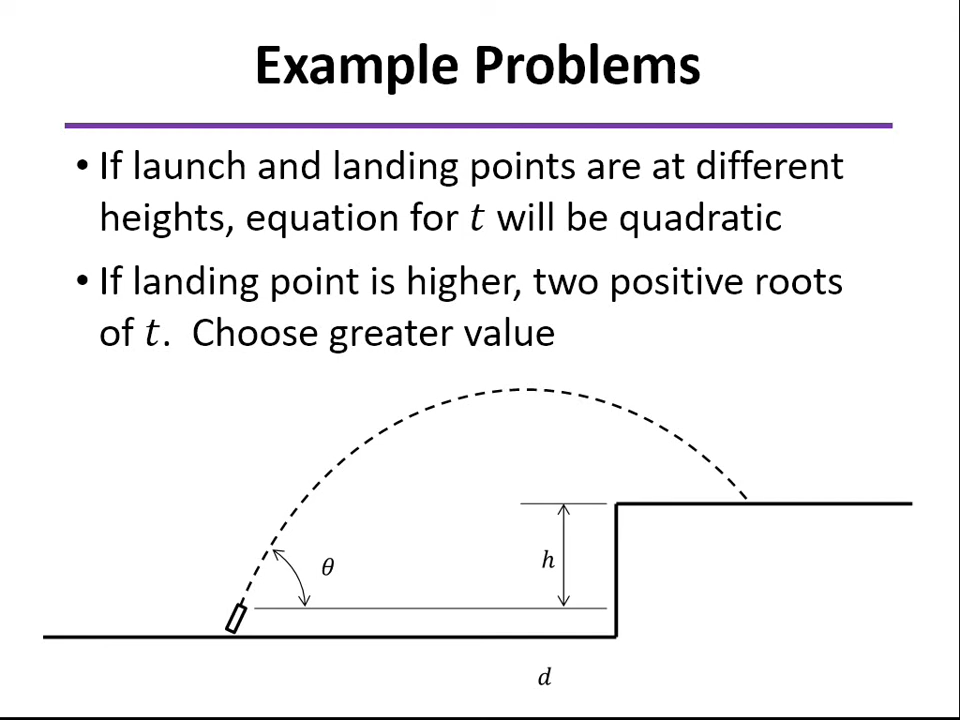 Example Problems
• If launch and landing points are at different
heights, equation for t will be quadratic
• If landing point is higher, two positive roots
of t.  Choose greater value
θ
h
d